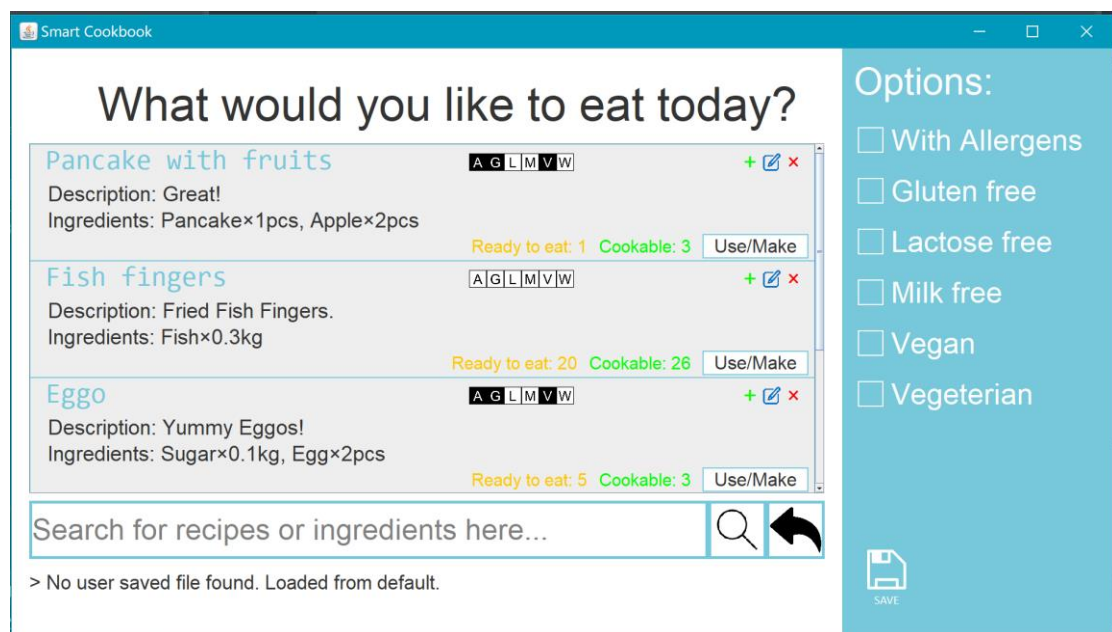 Smart Cookbook
What would you like to eat today?
Pancake with fruits
A G L M V W
Description: Great!
Ingredients: Pancake×1pcs, Apple×2pcs
Ready to eat: 1 Cookable: 3 Use/Make
Fish fingers
A G L M V W
Description: Fried Fish Fingers.
Ingredients: Fish×0.3kg
Ready to eat: 20 Cookable: 26 Use/Make
Eggo
A G L M V W
Description: Yummy Eggos!
Ingredients: Sugar×0.1kg, Egg×2pcs
Ready to eat: 5 Cookable: 3 Use/Make
Search for recipes or ingredients here...
> No user saved file found. Loaded from default.
Options:
With Allergens
Gluten free
Lactose free
Milk free
Vegan
Vegeterian
SAVE